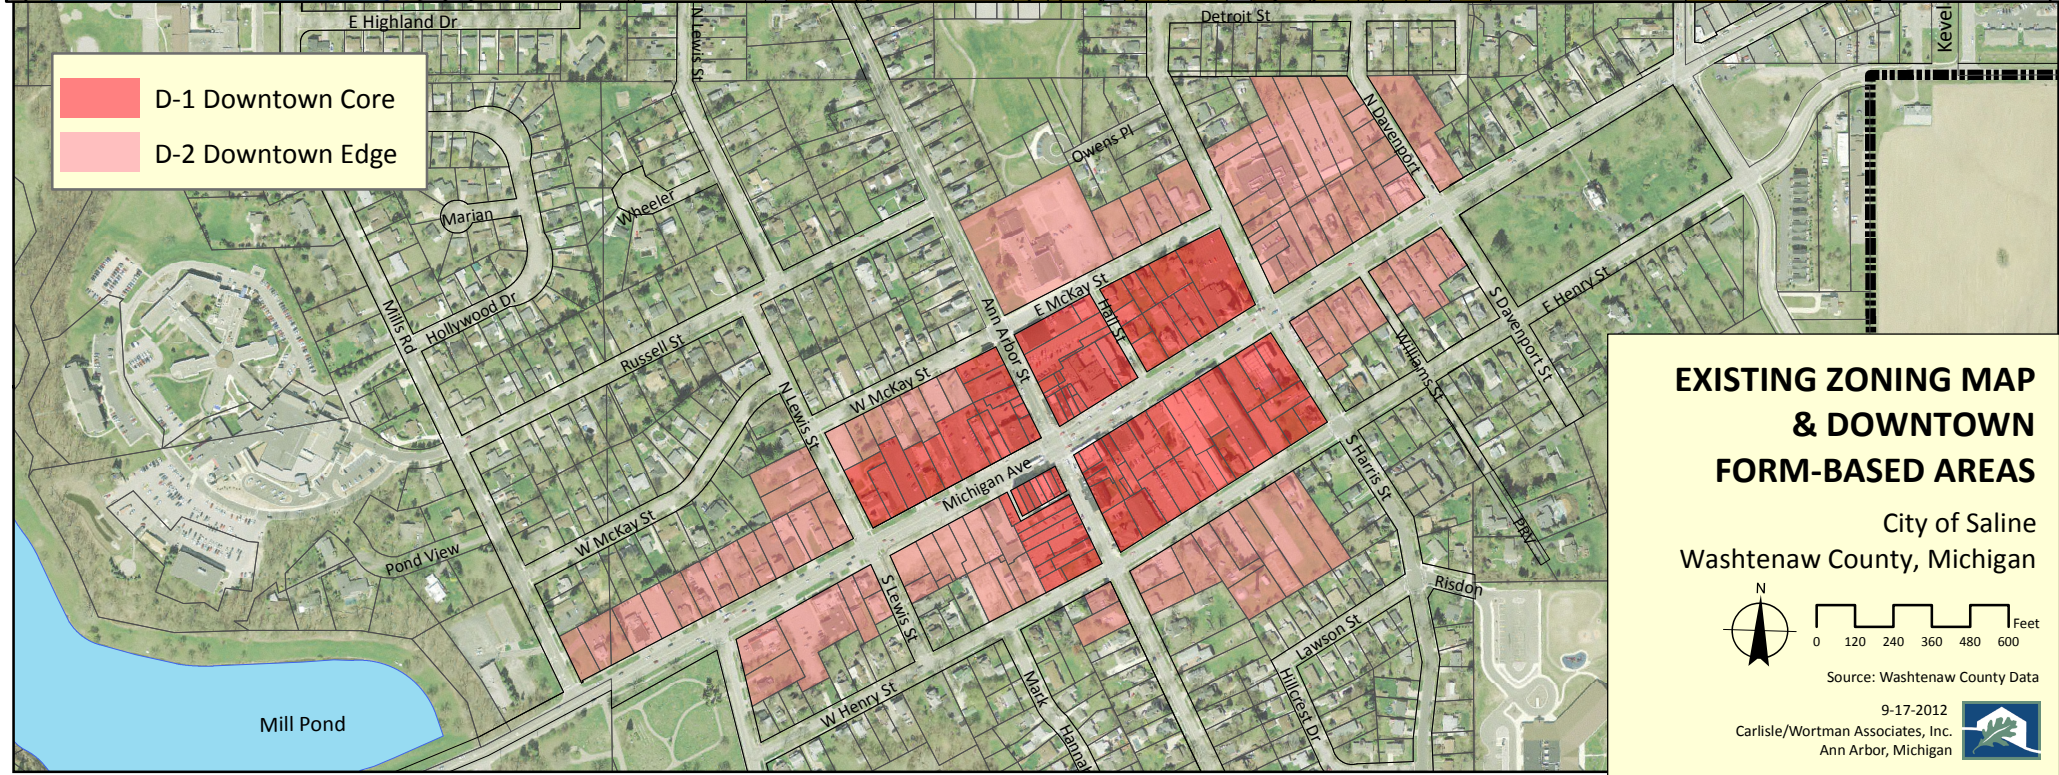 E Highland Dr
N Lewis St
Detroit St
Kevel
D-1 Downtown Core
D-2 Downtown Edge
N Davenport
Owens Pl
Marian
Wheeler
Mills Rd
Hollywood Dr
Russell St
E McKay St
Hall St
Ann Arbor St
W McKay St
N Lewis St
Michigan Ave
S Davenport St
E Henry St
Williams St
S Harris St
PRV
W McKay St
Pond View
S Lewis St
Risdon
Lawson St
Hillcrest Dr
W Henry St
Mark
Hannah
Mill Pond
EXISTING ZONING MAP
& DOWNTOWN
FORM-BASED AREAS
City of Saline
Washtenaw County, Michigan
N
Feet
0 120 240 360 480 600
Source: Washtenaw County Data
9-17-2012
Carlisle/Wortman Associates, Inc.
Ann Arbor, Michigan